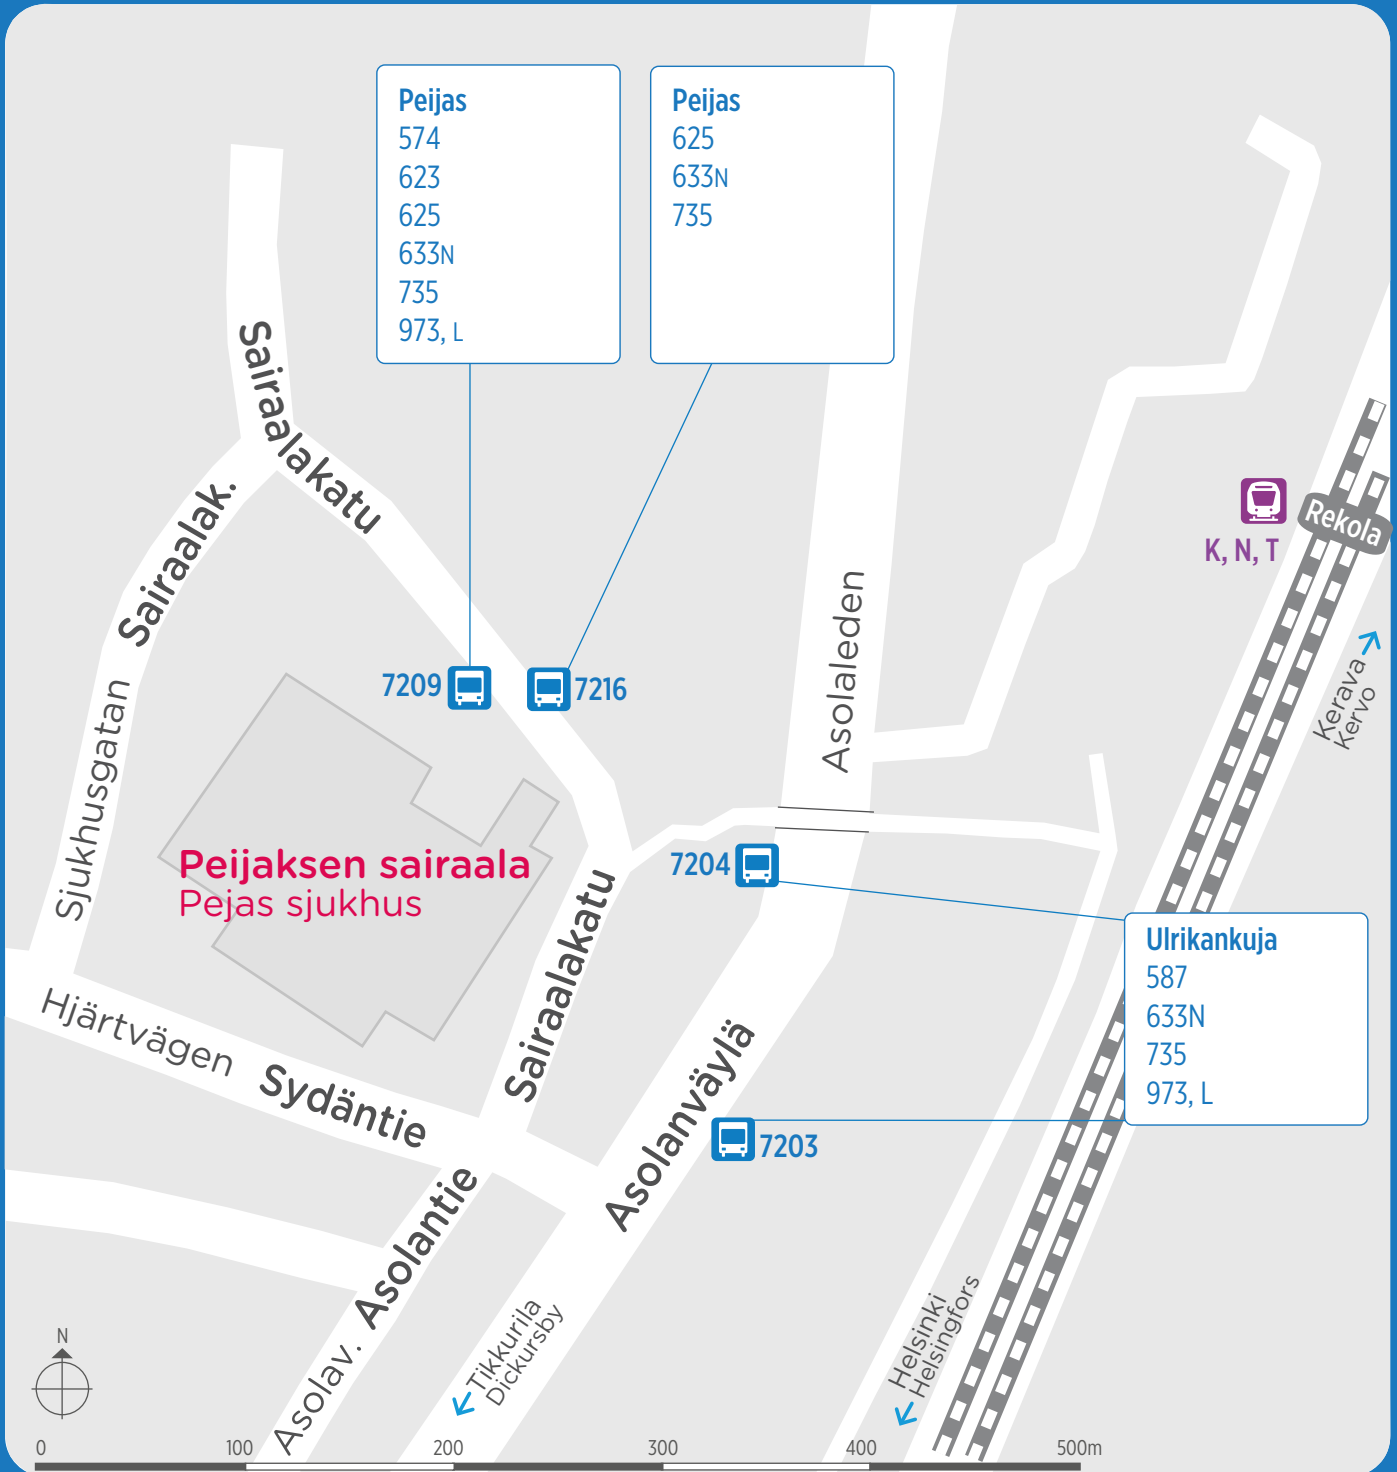 Peijas
574
623
625
633N
735
973, L
Peijas
625
633N
735
Sairaalakatu
Sairaalak.
Sjukhusgatan
7209
7216
Asolaleden
K, N, T
Rekola
Kerava
Kervo
Peijaksen sairaala
Pejas sjukhus
7204
Ulrikankuja
587
633N
735
973, L
Sairaalakatu
Hjärtvägen Sydäntie
Asolanväylä
7203
Asolav. Asolantie
Tikkurila
Dickursby
Helsinki
Helsingfors
N
0 100 200 300 400 500m